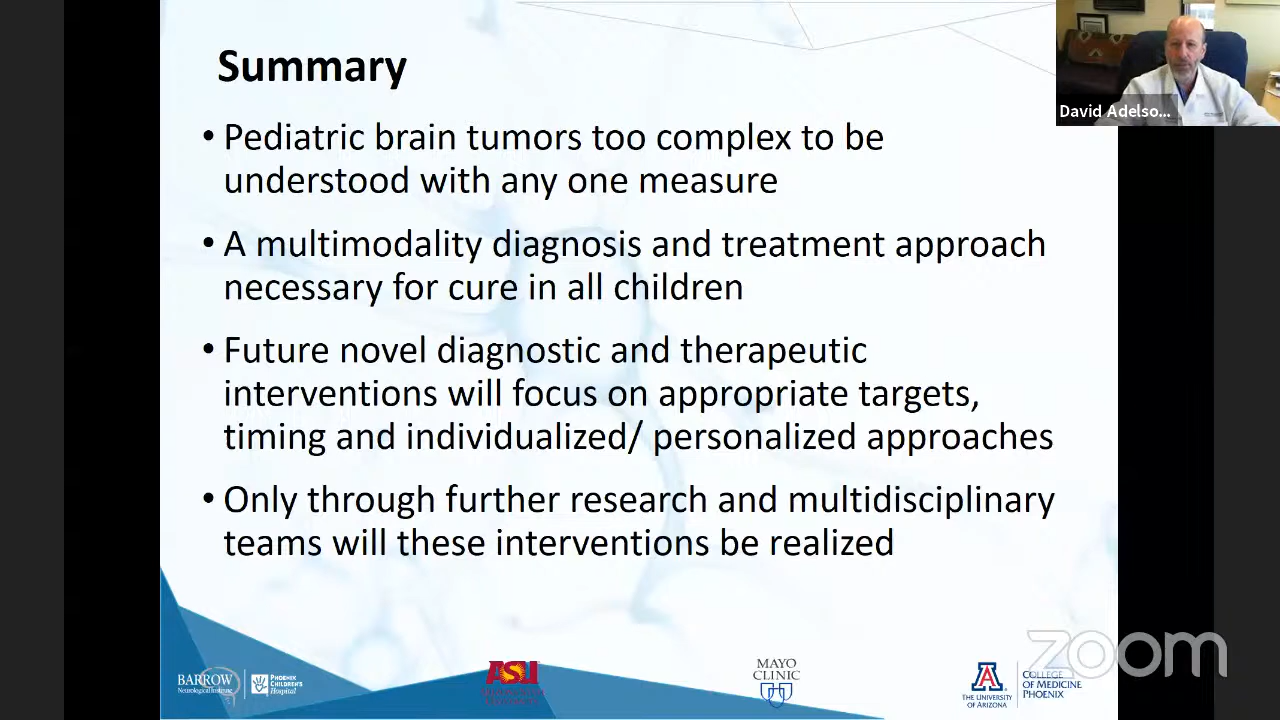 Summary
David Adelso...
• Pediatric brain tumors too complex to be
understood with any one measure
• A multimodality diagnosis and treatment approach
necessary for cure in all children
• Future novel diagnostic and therapeutic
interventions will focus on appropriate targets,
timing and individualized/ personalized approaches
• Only through further research and multidisciplinary
teams will these interventions be realized
zoom
BARROW
Neurological Institute
PHOENIX
CHILDREN'S
Hospital
ASU
MAYO
CLINIC
A
THE UNIVERSITY
OF ARIZONA
COLLEGE
OF MEDICINE
PHOENIX